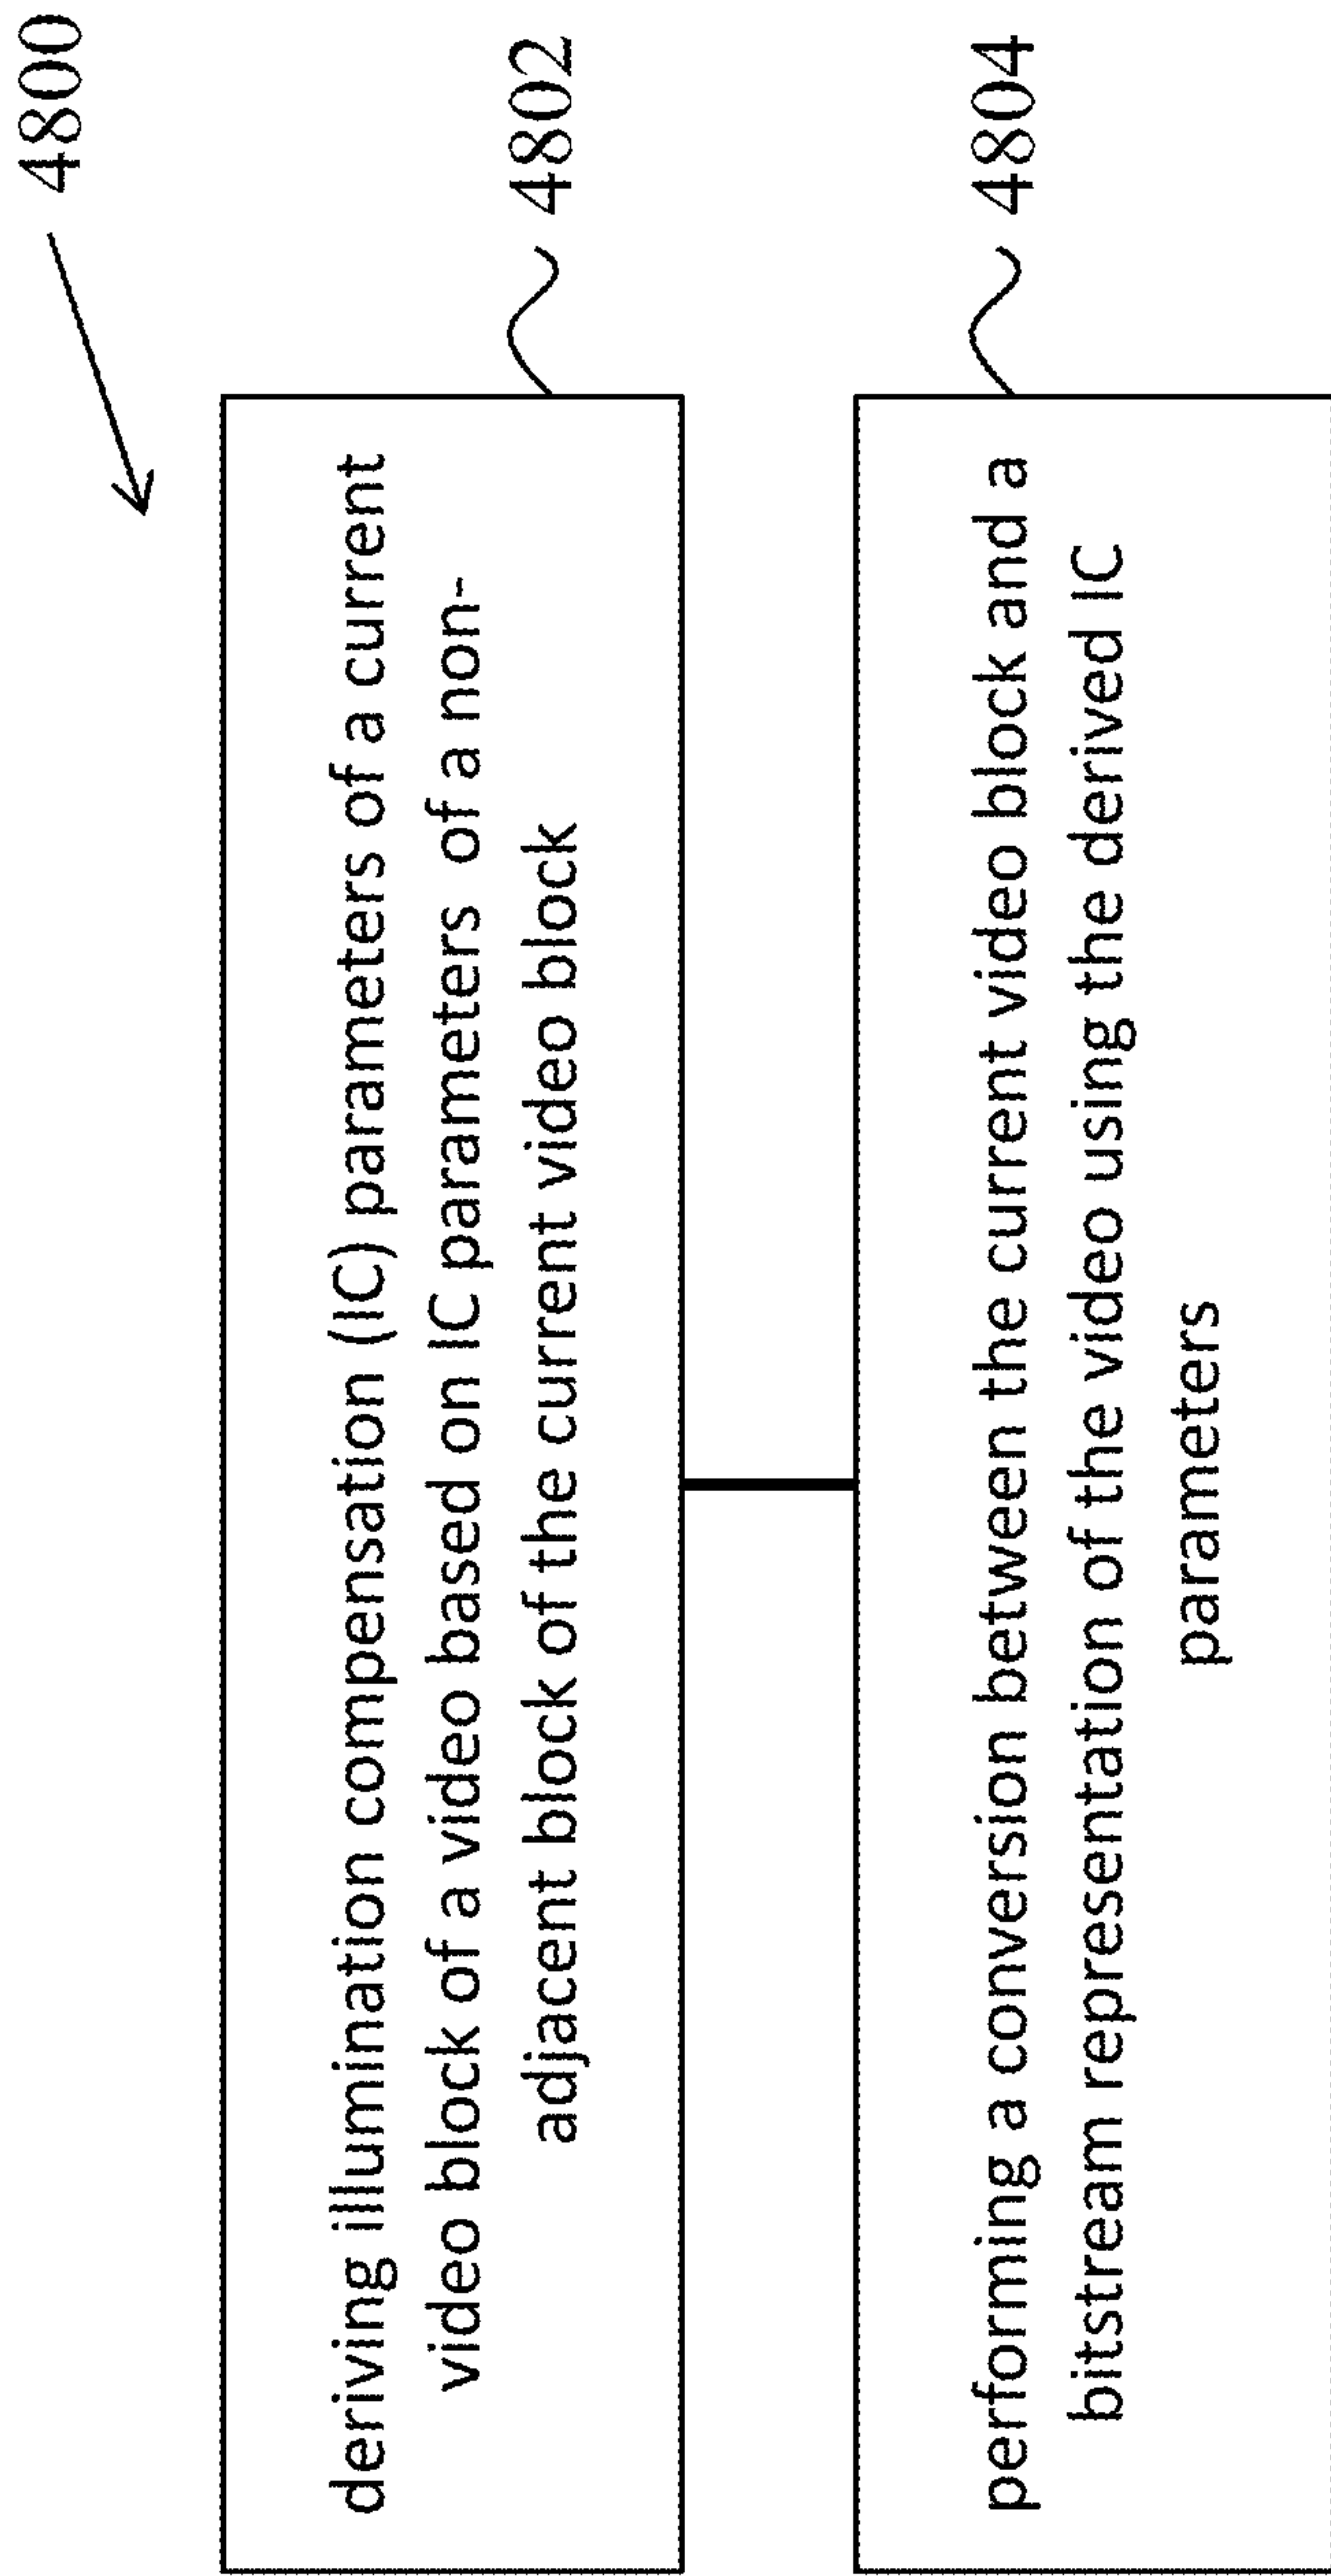 4800
deriving illumination compensation (IC) parameters of a current
video block of a video based on IC parameters of a non-
adjacent block of the current video block
4802
performing a conversion between the current video block and a
bitstream representation of the video using the derived IC
parameters
4804